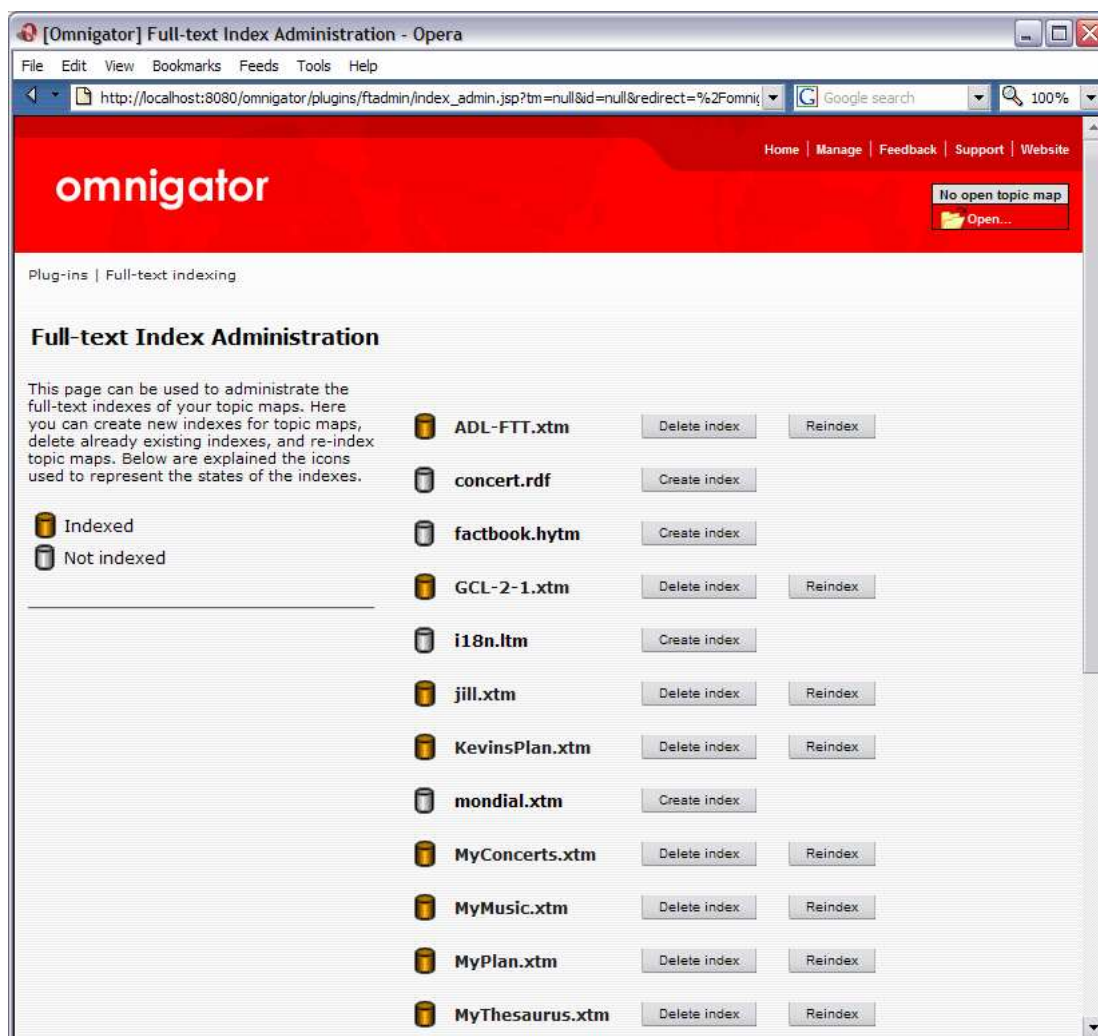 [Omnigator] Full-text Index Administration - Opera
File Edit View Bookmarks Feeds Tools Help
http://localhost:8080/omnigator/plugins/ftadmin/index_admin.jsp?tm=null&id=null&redirect=%2Fomnig Google search 100%
Home | Manage | Feedback | Support | Website
omnigator
No open topic map
Open...
Plug-ins | Full-text indexing
Full-text Index Administration
This page can be used to administrate the
full-text indexes of your topic maps. Here
you can create new indexes for topic maps,
delete already existing indexes, and re-index
topic maps. Below are explained the icons
used to represent the states of the indexes.
Indexed
Not indexed
ADL-FTT.xtm Delete index Reindex
concert.rdf Create index
factbook.hytm Create index
GCL-2-1.xtm Delete index Reindex
i18n.ltm Create index
jill.xtm Delete index Reindex
KevinsPlan.xtm Delete index Reindex
mondial.xtm Create index
MyConcerts.xtm Delete index Reindex
MyMusic.xtm Delete index Reindex
MyPlan.xtm Delete index Reindex
MyThesaurus.xtm Delete index Reindex